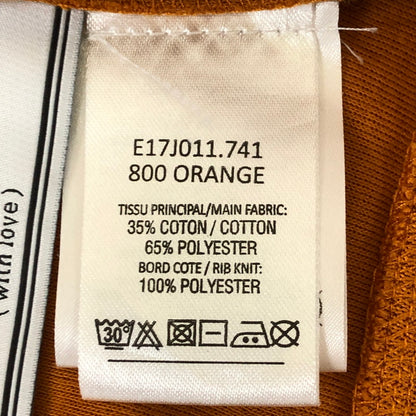 E17J011.741
800 ORANGE
TISSU PRINCIPAL/MAIN FABRIC:
35% COTON / COTTON
65% POLYESTER
BORD COTE / RIB KNIT:
100% POLYESTER
30°
(with love)